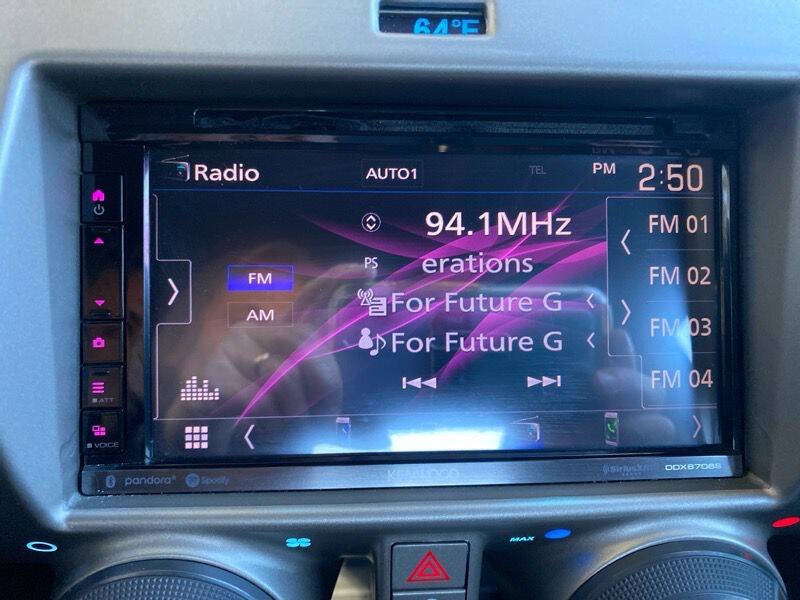 64°F
Radio AUTO1 TEL PM 2:50
94.1MHz FM 01
PS erations
FM FM 02
For Future G
AM FM 03
For Future G
FM 04
ATT
VOICE
pandora Spotify KENWOOD SiriusXM DDX6706S
MAX